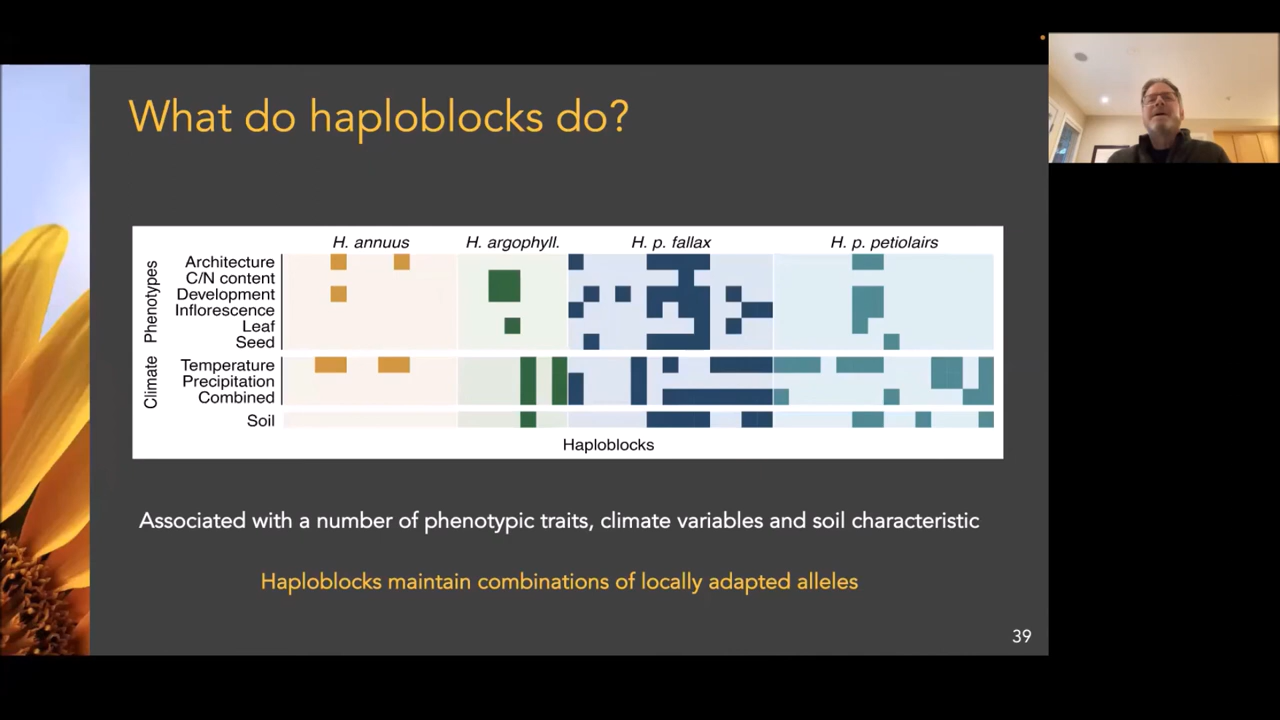 What do haploblocks do?
H. annuus H. argophyll. H. p. fallax H. p. petiolairs
Phenotypes
Architecture
C/N content
Development
Inflorescence
Leaf
Seed
Climate
Temperature
Precipitation
Combined
Soil
Haploblocks
Associated with a number of phenotypic traits, climate variables and soil characteristic
Haploblocks maintain combinations of locally adapted alleles
39